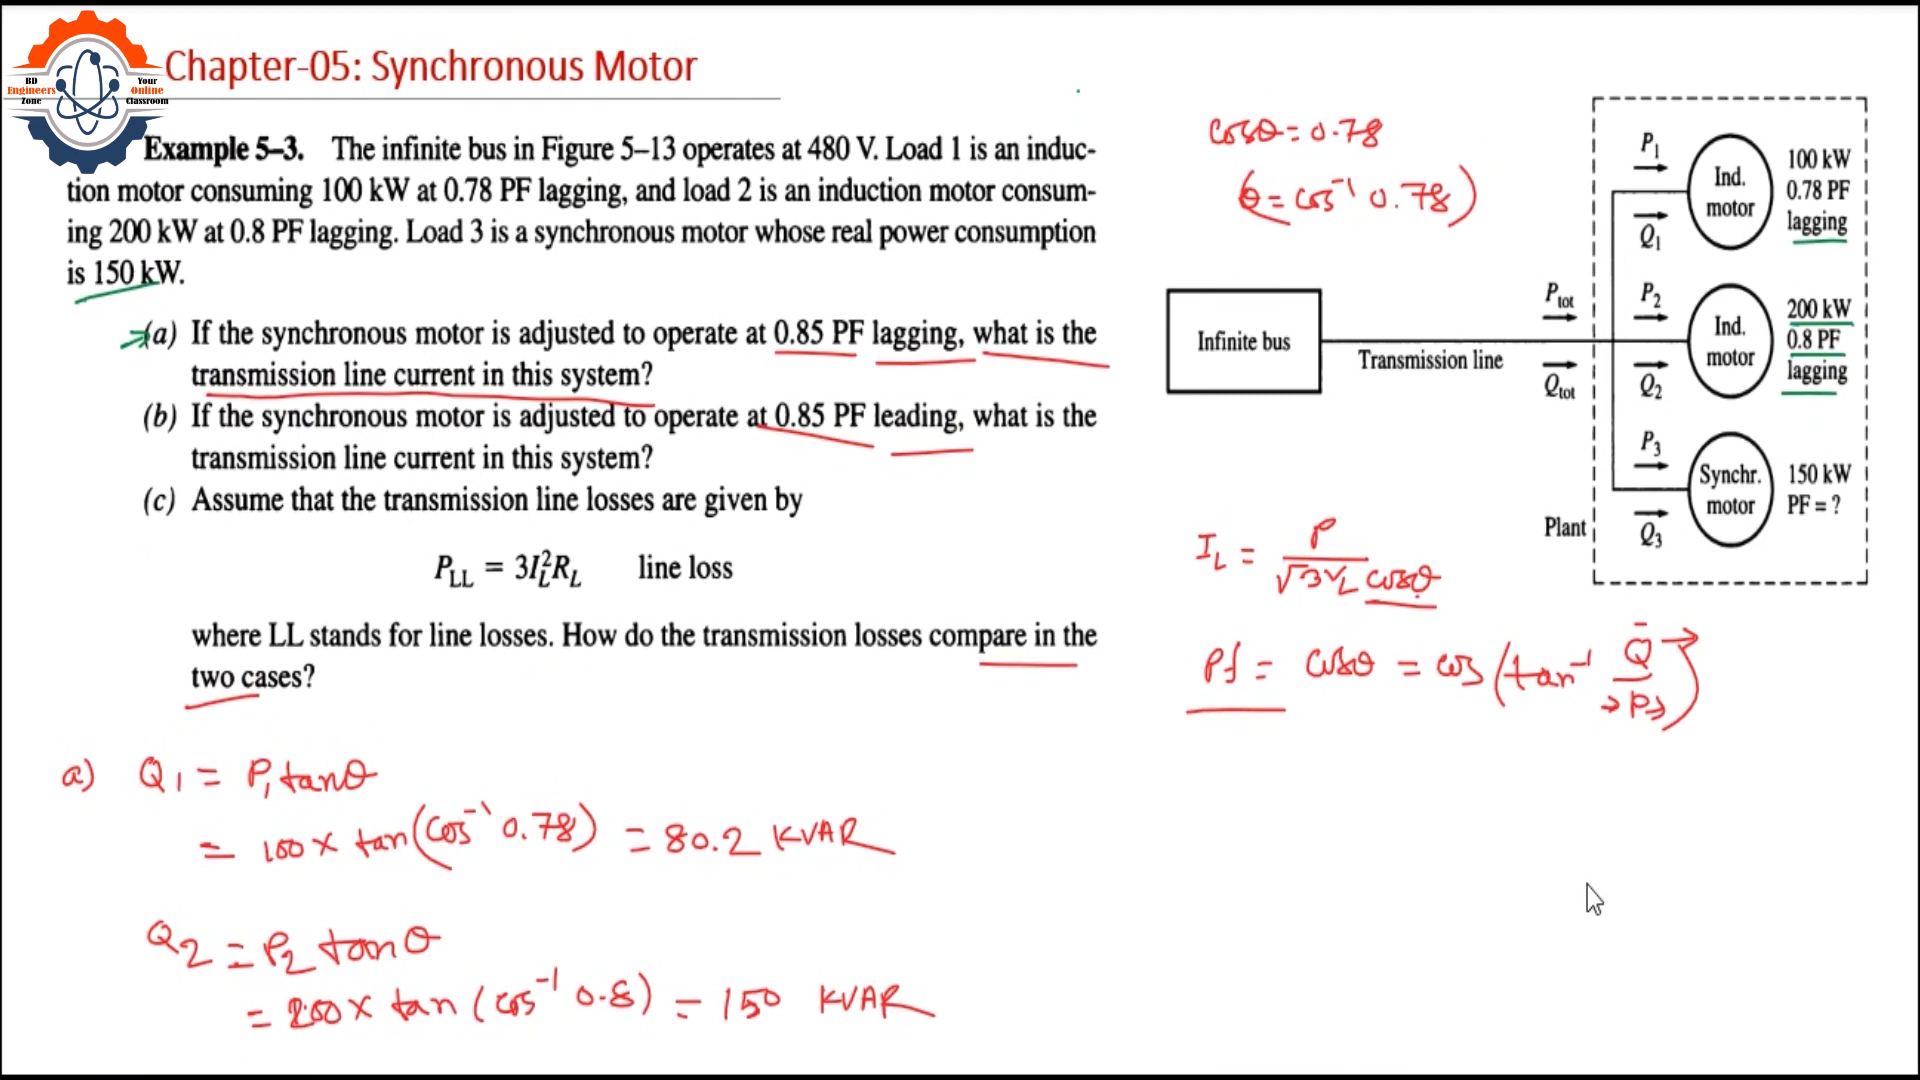 BD
Engineers
Zone
Your
Online
Classroom
Chapter-05: Synchronous Motor
Example 5–3. The infinite bus in Figure 5–13 operates at 480 V. Load 1 is an induc-
tion motor consuming 100 kW at 0.78 PF lagging, and load 2 is an induction motor consum-
ing 200 kW at 0.8 PF lagging. Load 3 is a synchronous motor whose real power consumption
is 150 kW.
(a) If the synchronous motor is adjusted to operate at 0.85 PF lagging, what is the
transmission line current in this system?
(b) If the synchronous motor is adjusted to operate at 0.85 PF leading, what is the
transmission line current in this system?
(c) Assume that the transmission line losses are given by
P_LL = 3I_L²R_L line loss
where LL stands for line losses. How do the transmission losses compare in the
two cases?
a) Q1 = P1 tanθ
= 100 × tan(cos⁻¹ 0.78) = 80.2 KVAR
Q2 = P2 tanθ
= 200 × tan (cos⁻¹ 0.8) = 150 KVAR
cosθ = 0.78
(θ = cos⁻¹ 0.78)
Infinite bus
Transmission line
Ptot
Qtot
Plant
P1
Q1
Ind.
motor
100 kW
0.78 PF
lagging
P2
Q2
Ind.
motor
200 kW
0.8 PF
lagging
P3
Q3
Synchr.
motor
150 kW
PF = ?
I_L = P / √3 V_L cosθ
Pf = cosθ = cos (tan⁻¹ Q / P)